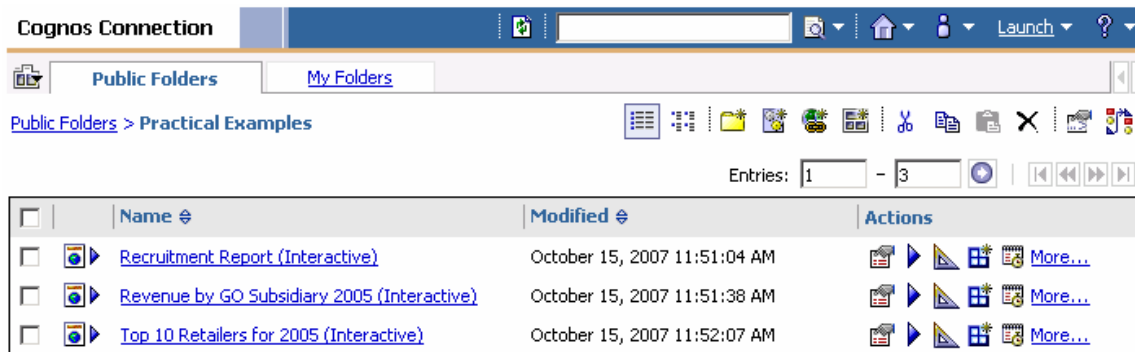 Cognos Connection
Launch ?
Public Folders My Folders
Public Folders > Practical Examples
Entries: 1 - 3
Name Modified Actions
Recruitment Report (Interactive) October 15, 2007 11:51:04 AM More...
Revenue by GO Subsidiary 2005 (Interactive) October 15, 2007 11:51:38 AM More...
Top 10 Retailers for 2005 (Interactive) October 15, 2007 11:52:07 AM More...